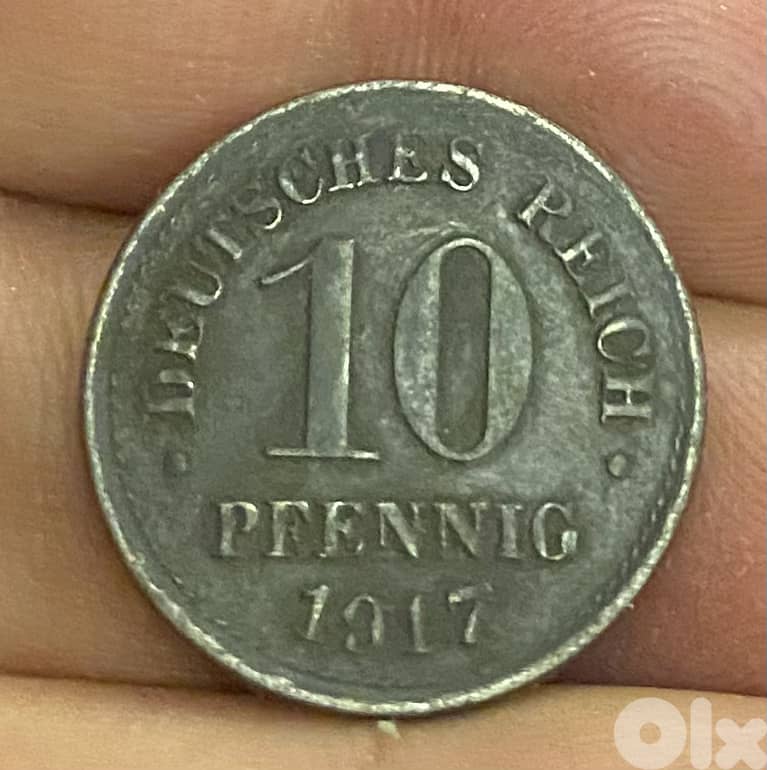 DEUTSCHES REICH
10
PFENNIG
1917
Olx